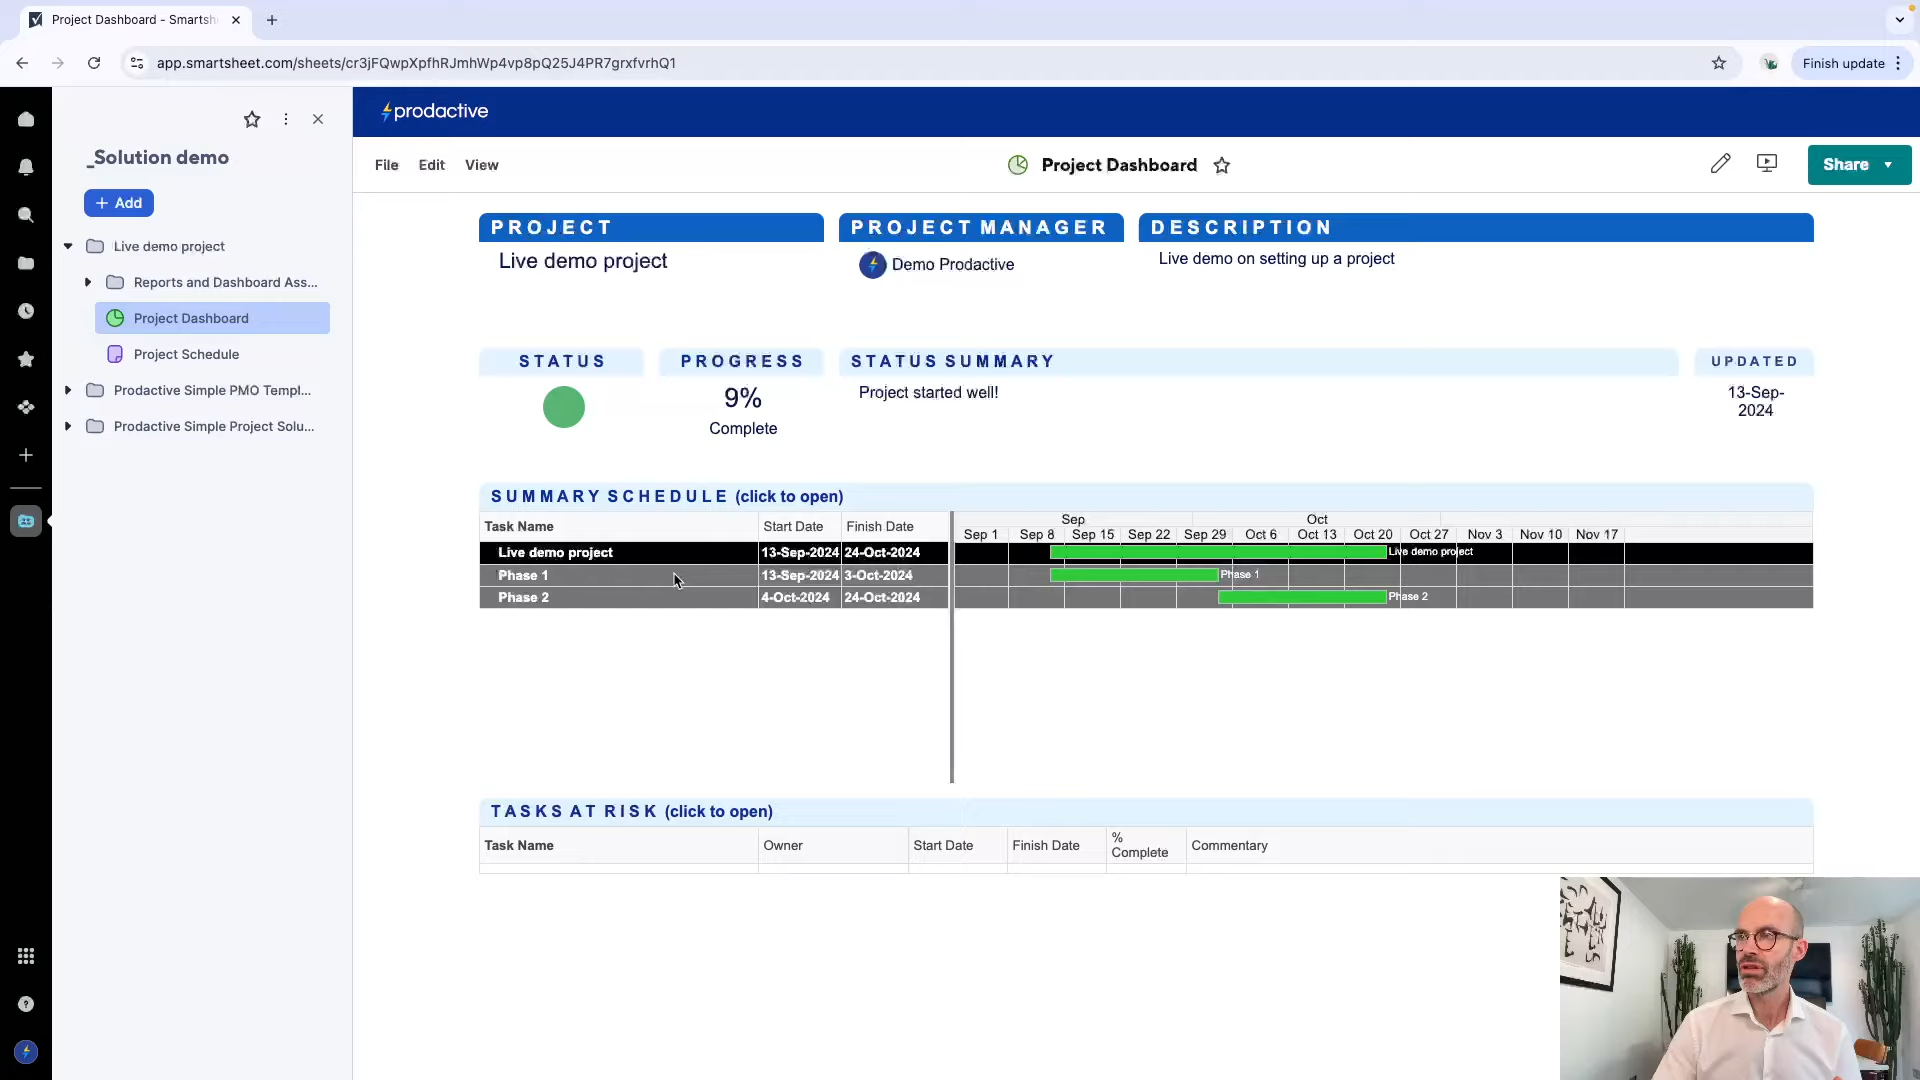 Project Dashboard - Smartsh
app.smartsheet.com/sheets/cr3jFQwpXpfhRJmhWp4vp8pQ25J4PR7grxfvrhQ1
Finish update
prodactive
_Solution demo
+ Add
Live demo project
Reports and Dashboard Ass...
Project Dashboard
Project Schedule
Prodactive Simple PMO Templ...
Prodactive Simple Project Solu...
File Edit View
Project Dashboard
Share
PROJECT
Live demo project
PROJECT MANAGER
Demo Prodactive
DESCRIPTION
Live demo on setting up a project
STATUS
PROGRESS
9%
Complete
STATUS SUMMARY
Project started well!
UPDATED
13-Sep-
2024
SUMMARY SCHEDULE (click to open)
Task Name Start Date Finish Date
Sep Oct
Sep 1 Sep 8 Sep 15 Sep 22 Sep 29 Oct 6 Oct 13 Oct 20 Oct 27 Nov 3 Nov 10 Nov 17
Live demo project 13-Sep-2024 24-Oct-2024 Live demo project
Phase 1 13-Sep-2024 3-Oct-2024 Phase 1
Phase 2 4-Oct-2024 24-Oct-2024 Phase 2
TASKS AT RISK (click to open)
Task Name Owner Start Date Finish Date % Complete Commentary